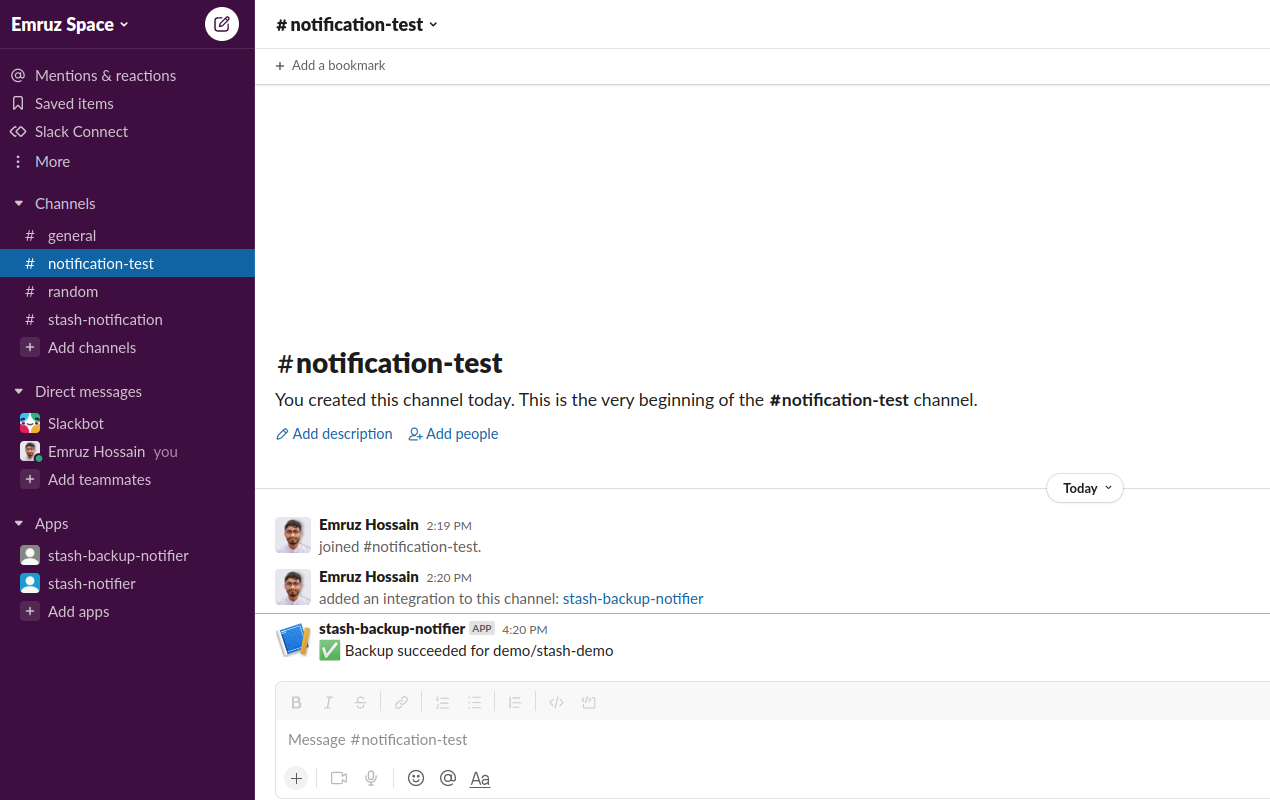 Emruz Space
Mentions & reactions
Saved items
Slack Connect
More
Channels
# general
# notification-test
# random
# stash-notification
+ Add channels
Direct messages
Slackbot
Emruz Hossain you
+ Add teammates
Apps
stash-backup-notifier
stash-notifier
+ Add apps
# notification-test
+ Add a bookmark
#notification-test
You created this channel today. This is the very beginning of the #notification-test channel.
Add description Add people
Today
Emruz Hossain 2:19 PM
joined #notification-test.
Emruz Hossain 2:20 PM
added an integration to this channel: stash-backup-notifier
stash-backup-notifier APP 4:20 PM
✅ Backup succeeded for demo/stash-demo
Message #notification-test
Aa